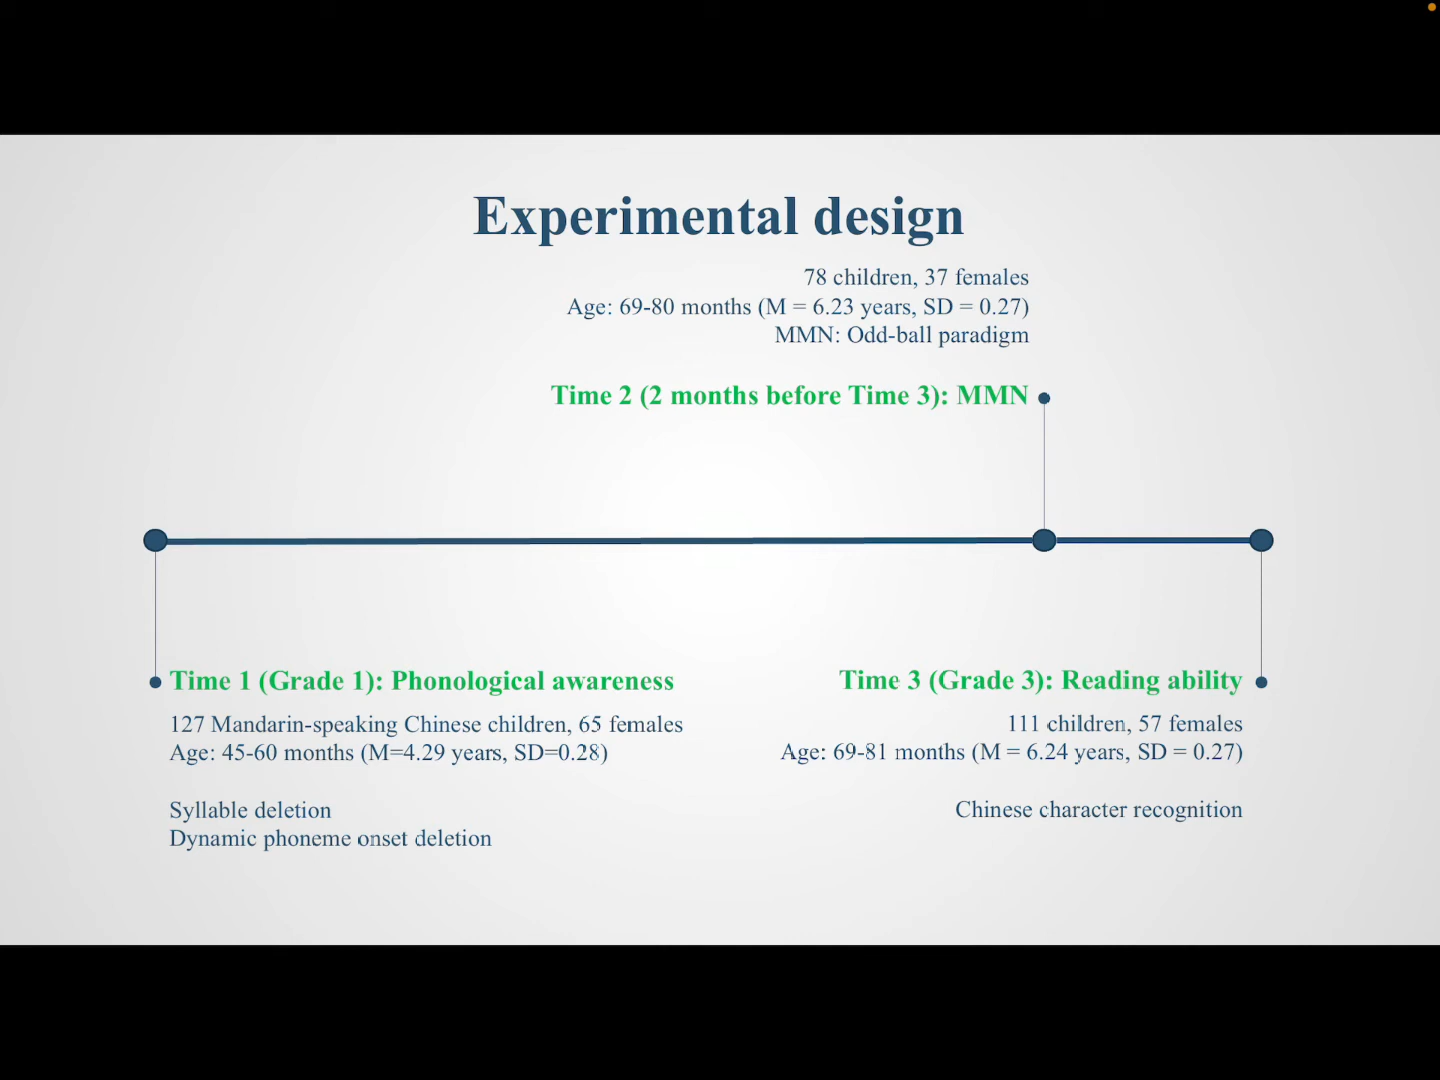 Experimental design
78 children, 37 females
Age: 69-80 months (M = 6.23 years, SD = 0.27)
MMN: Odd-ball paradigm
Time 2 (2 months before Time 3): MMN
Time 1 (Grade 1): Phonological awareness
127 Mandarin-speaking Chinese children, 65 females
Age: 45-60 months (M=4.29 years, SD=0.28)
Syllable deletion
Dynamic phoneme onset deletion
Time 3 (Grade 3): Reading ability
111 children, 57 females
Age: 69-81 months (M = 6.24 years, SD = 0.27)
Chinese character recognition